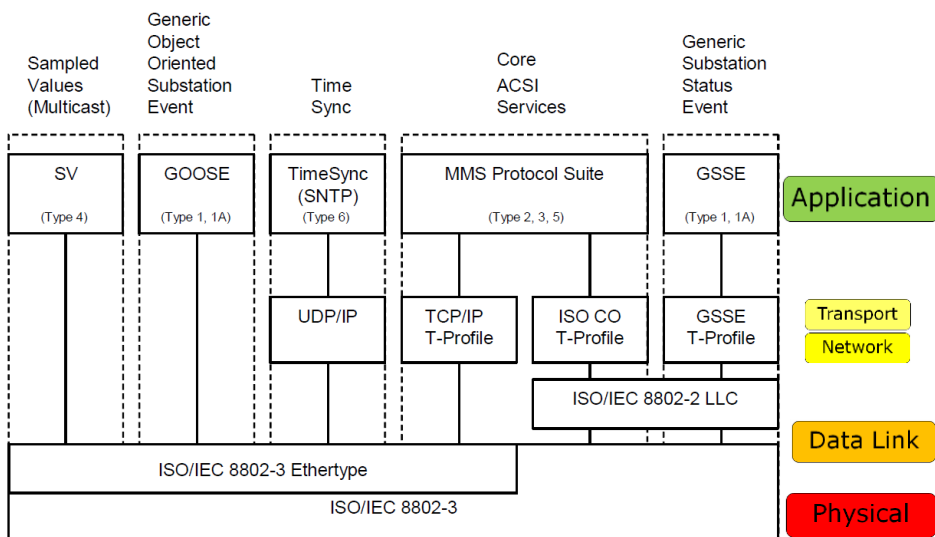 Sampled
Values
(Multicast)
Generic
Object
Oriented
Substation
Event
Time
Sync
Core
ACSI
Services
Generic
Substation
Status
Event
SV
(Type 4)
GOOSE
(Type 1, 1A)
TimeSync
(SNTP)
(Type 6)
MMS Protocol Suite
(Type 2, 3, 5)
GSSE
(Type 1, 1A)
Application
UDP/IP
TCP/IP
T-Profile
ISO CO
T-Profile
GSSE
T-Profile
Transport
Network
ISO/IEC 8802-2 LLC
Data Link
ISO/IEC 8802-3 Ethertype
ISO/IEC 8802-3
Physical